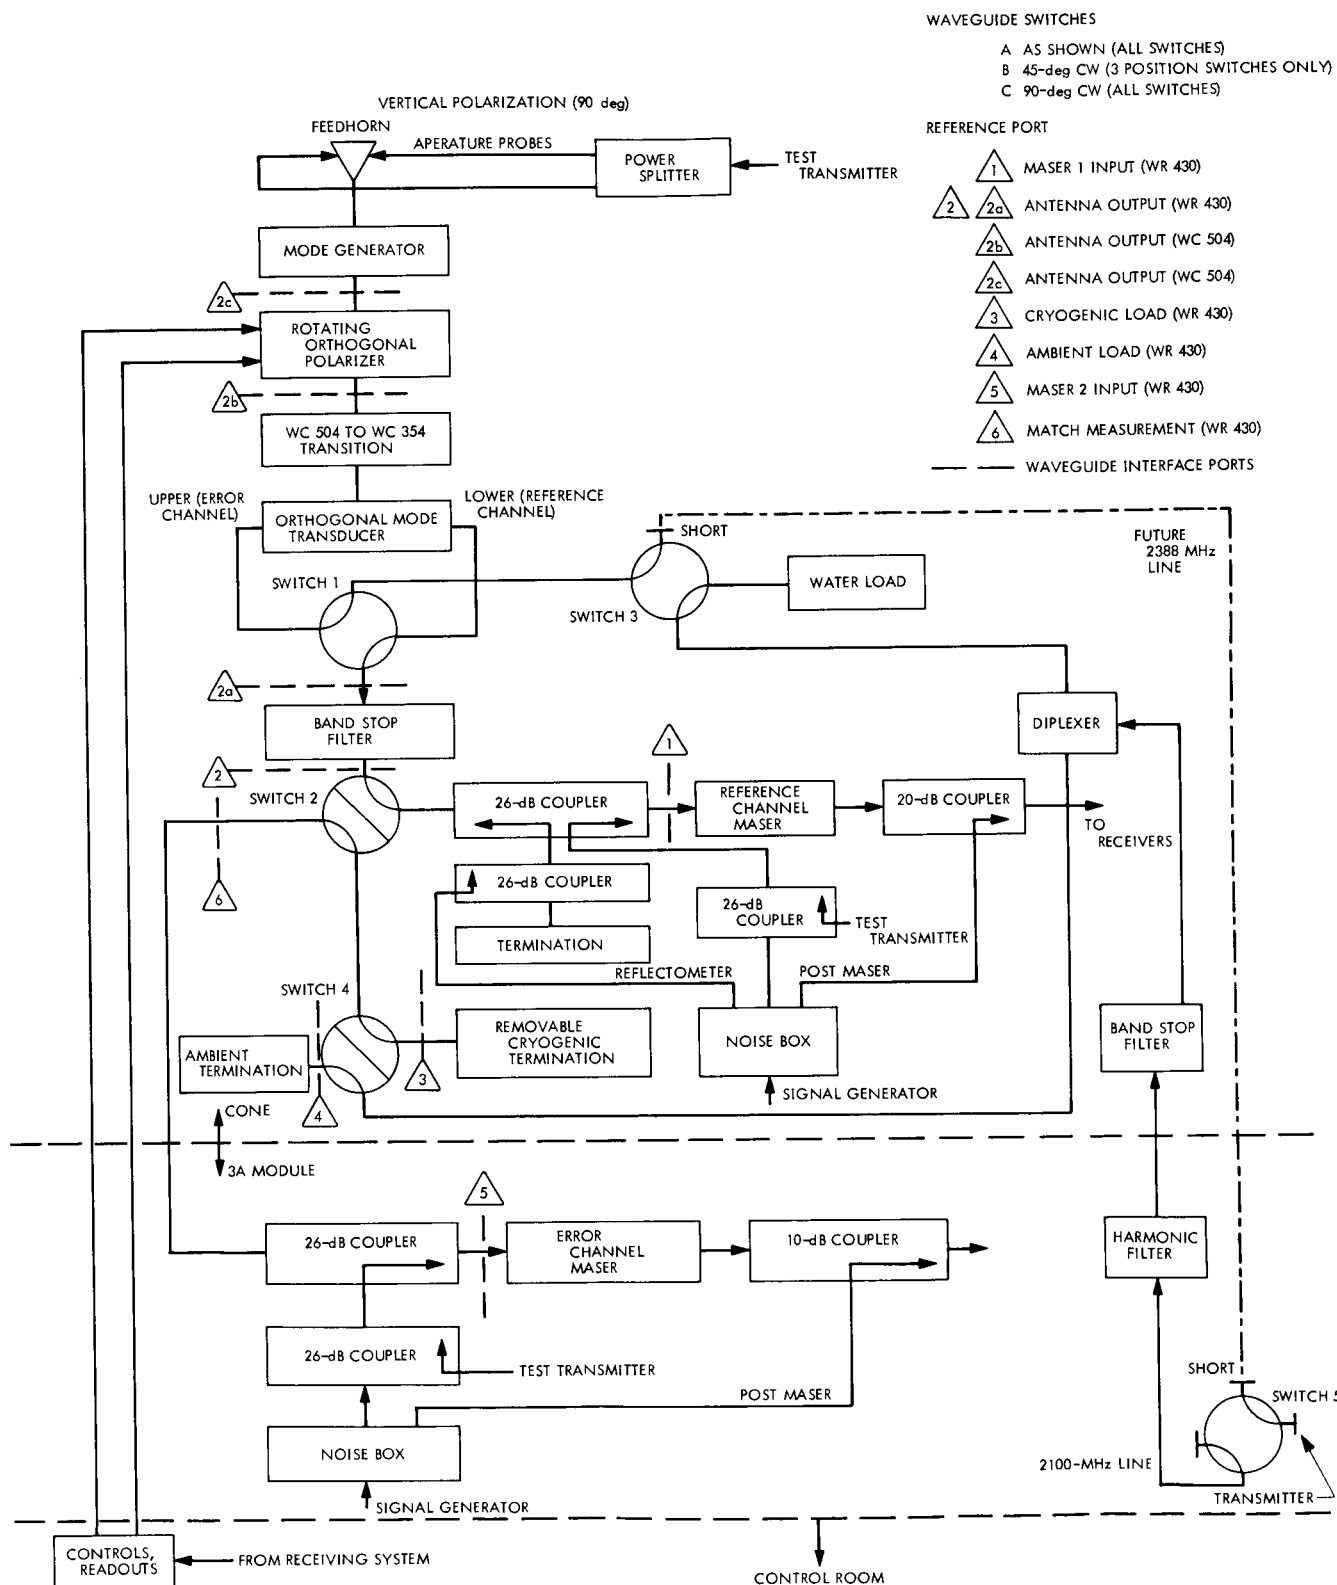 WAVEGUIDE SWITCHES
A AS SHOWN (ALL SWITCHES)
B 45-deg CW (3 POSITION SWITCHES ONLY)
C 90-deg CW (ALL SWITCHES)
REFERENCE PORT
1 MASER 1 INPUT (WR 430)
2 2a ANTENNA OUTPUT (WR 430)
2b ANTENNA OUTPUT (WC 504)
2c ANTENNA OUTPUT (WC 504)
3 CRYOGENIC LOAD (WR 430)
4 AMBIENT LOAD (WR 430)
5 MASER 2 INPUT (WR 430)
6 MATCH MEASUREMENT (WR 430)
WAVEGUIDE INTERFACE PORTS
VERTICAL POLARIZATION (90 deg)
FEEDHORN
APERATURE PROBES
POWER
SPLITTER
TEST
TRANSMITTER
MODE GENERATOR
2c
ROTATING
ORTHOGONAL
POLARIZER
2b
WC 504 TO WC 354
TRANSITION
UPPER (ERROR
CHANNEL)
LOWER (REFERENCE
CHANNEL)
ORTHOGONAL MODE
TRANSDUCER
SHORT
FUTURE
2388 MHz
LINE
SWITCH 1
WATER LOAD
SWITCH 3
2a
BAND STOP
FILTER
DIPLEXER
1
2
SWITCH 2
26-dB COUPLER
REFERENCE
CHANNEL
MASER
20-dB COUPLER
TO
RECEIVERS
6
26-dB COUPLER
26-dB
COUPLER
TEST
TRANSMITTER
TERMINATION
REFLECTOMETER
POST MASER
SWITCH 4
AMBIENT
TERMINATION
REMOVABLE
CRYOGENIC
TERMINATION
NOISE BOX
BAND STOP
FILTER
3
4
SIGNAL GENERATOR
CONE
3A MODULE
5
26-dB COUPLER
ERROR
CHANNEL
MASER
10-dB COUPLER
HARMONIC
FILTER
26-dB COUPLER
TEST TRANSMITTER
SHORT
SWITCH 5
POST MASER
NOISE BOX
2100-MHz LINE
TRANSMITTER
SIGNAL GENERATOR
CONTROLS,
READOUTS
FROM RECEIVING SYSTEM
CONTROL ROOM